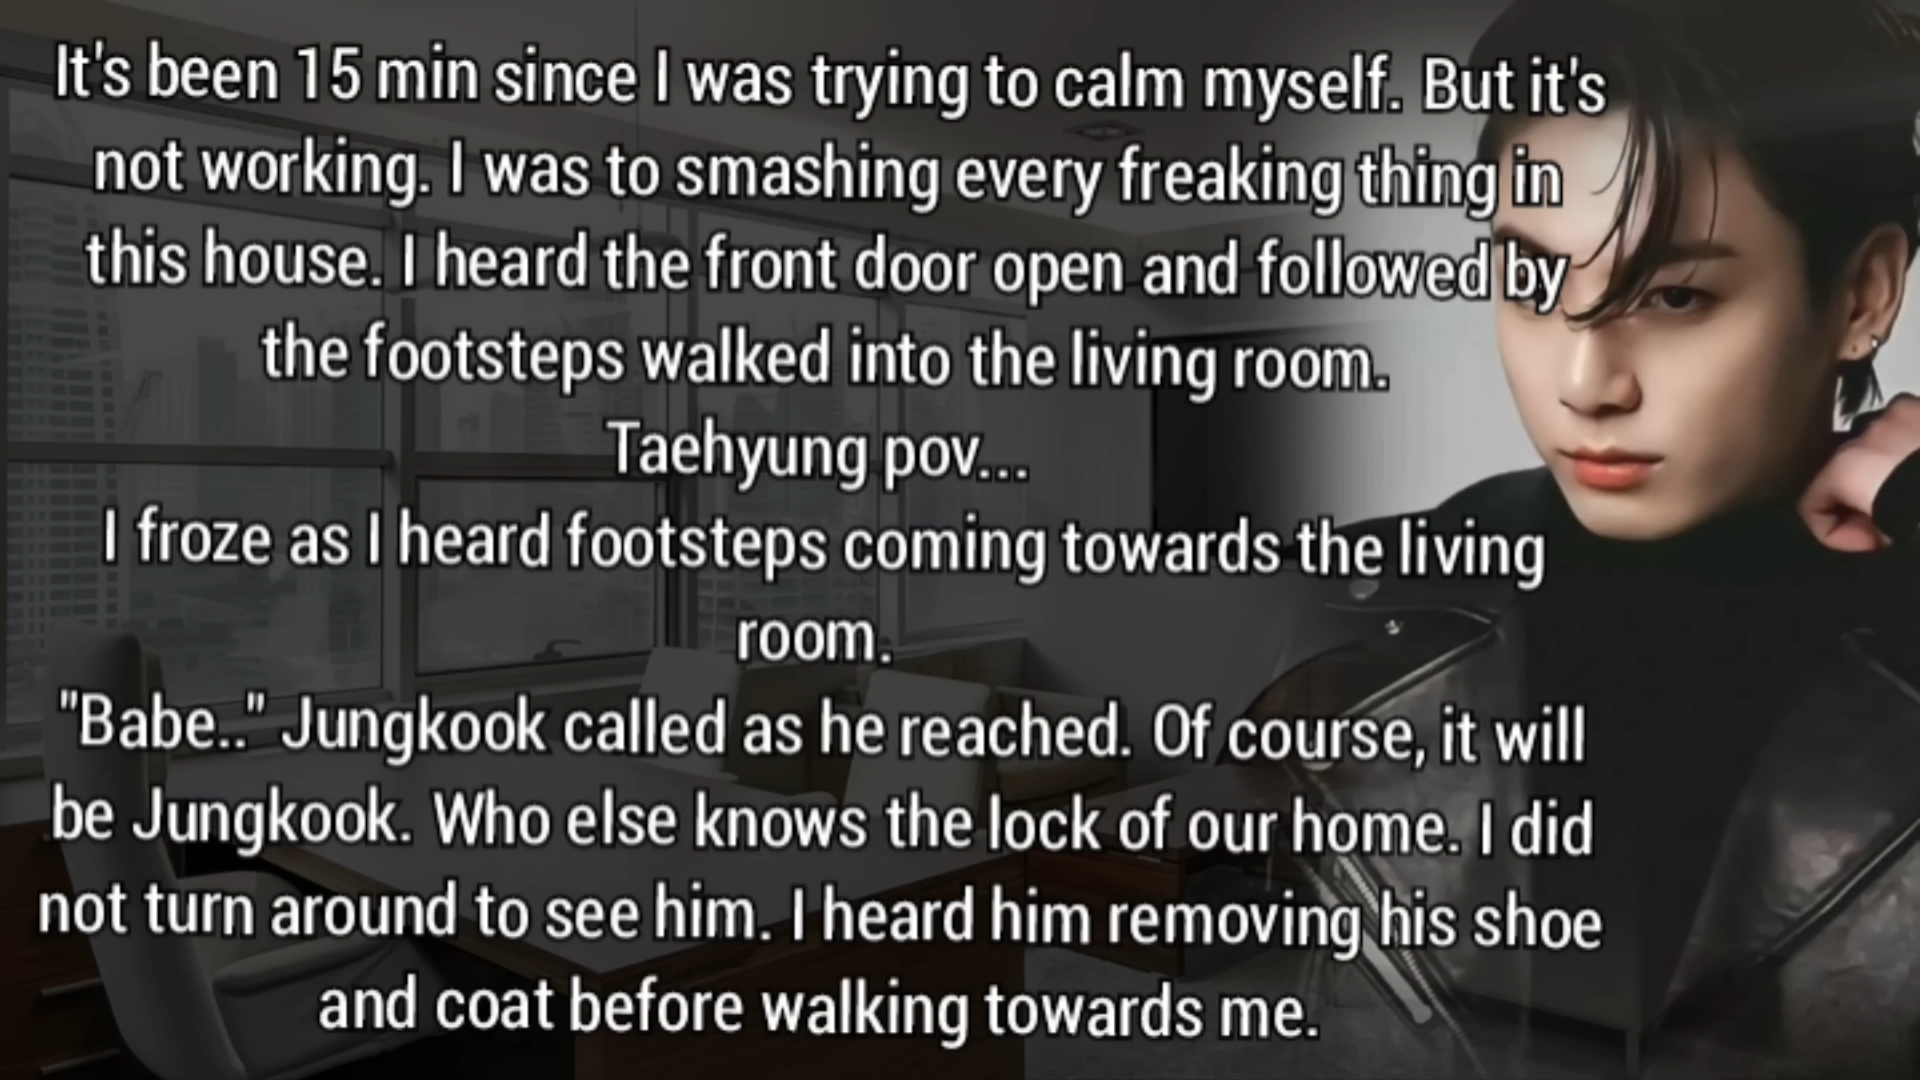 It's been 15 min since I was trying to calm myself. But it's
not working. I was to smashing every freaking thing in
this house. I heard the front door open and followed by
the footsteps walked into the living room.
Taehyung pov...
I froze as I heard footsteps coming towards the living
room.
"Babe.." Jungkook called as he reached. Of course, it will
be Jungkook. Who else knows the lock of our home. I did
not turn around to see him. I heard him removing his shoe
and coat before walking towards me.